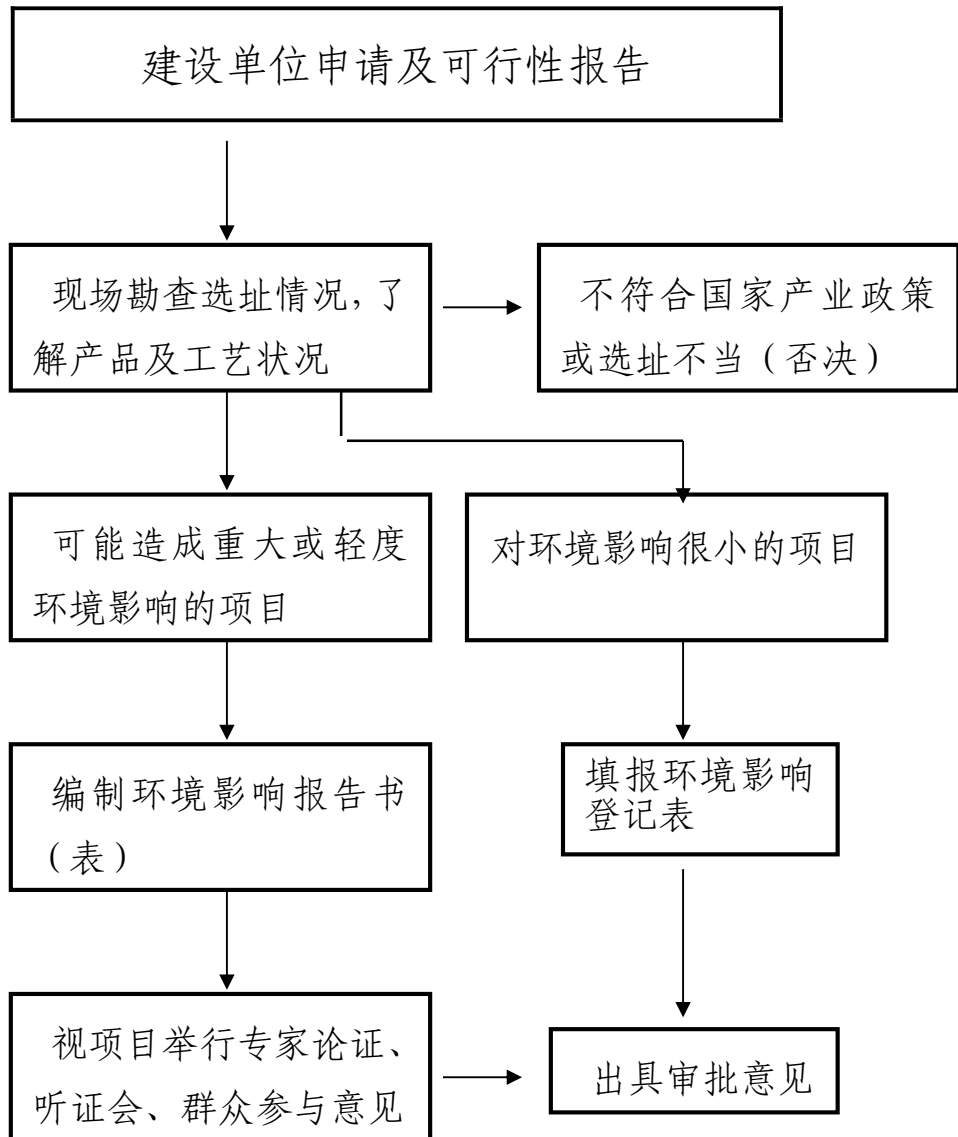 建设单位申请及可行性报告
现场勘查选址情况，了
解产品及工艺状况
不符合国家产业政策
或选址不当（否决）
可能造成重大或轻度
环境影响的项目
对环境影响很小的项目
编制环境影响报告书
（表）
填报环境影响
登记表
视项目举行专家论证、
听证会、群众参与意见
出具审批意见